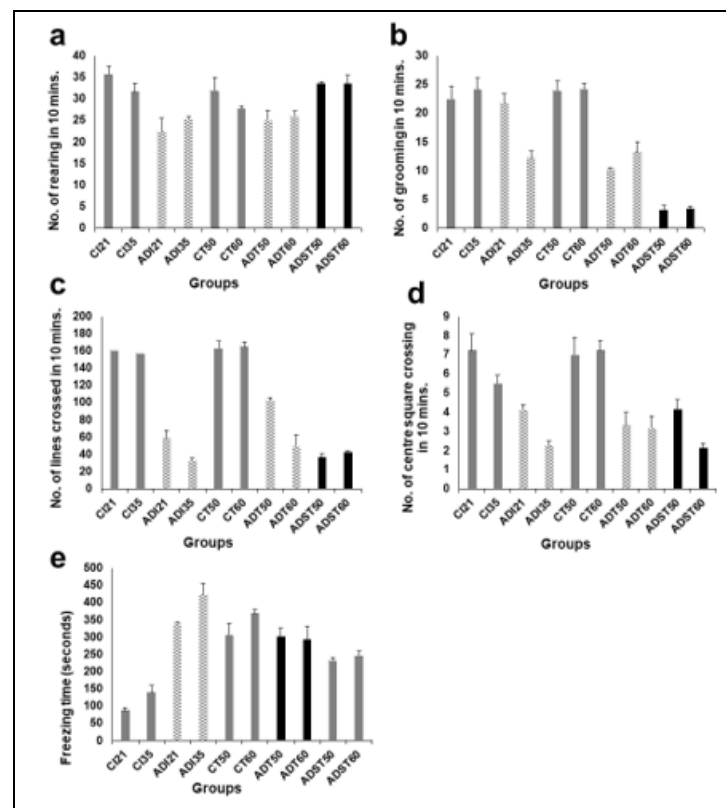 a
No. of rearing in 10 mins.
40
35
30
25
20
15
10
5
0
CI21 CI35 ADI21 ADI35 CT50 CT60 ADT50 ADT60 ADST50 ADST60
Groups
b
No. of grooming in 10 mins.
30
25
20
15
10
5
0
CI21 CI35 ADI21 ADI35 CT50 CT60 ADT50 ADT60 ADST50 ADST60
Groups
c
No. of lines crossed in 10 mins.
200
180
160
140
120
100
80
60
40
20
0
CI21 CI35 ADI21 ADI35 CT50 CT60 ADT50 ADT60 ADST50 ADST60
Groups
d
No. of centre square crossing
in 10 mins.
9
8
7
6
5
4
3
2
1
0
CI21 CI35 ADI21 ADI35 CT50 CT60 ADT50 ADT60 ADST50 ADST60
Groups
e
Freezing time (seconds)
500
450
400
350
300
250
200
150
100
50
0
CI21 CI35 ADI21 ADI35 CT50 CT60 ADT50 ADT60 ADST50 ADST60
Groups